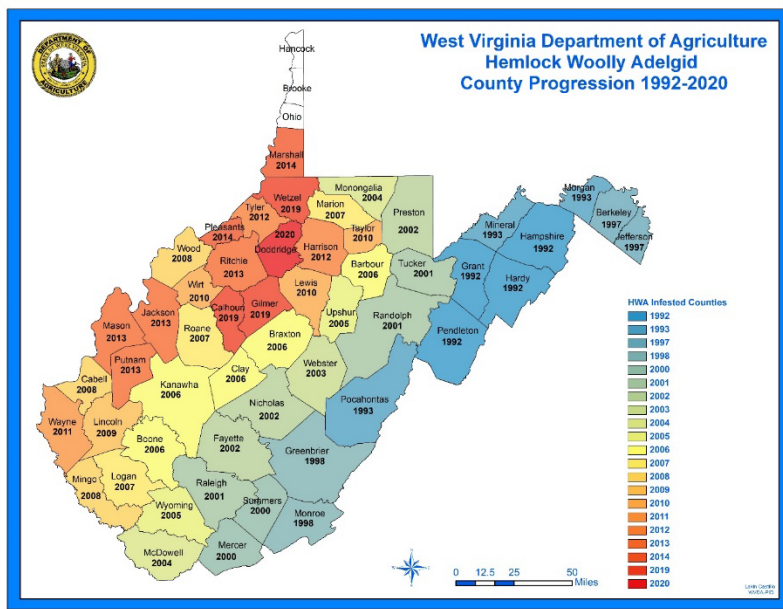 West Virginia Department of Agriculture
Hemlock Woolly Adelgid
County Progression 1992-2020
DEPARTMENT OF
AGRICULTURE
Hancock
Brooke
Ohio
Marshall
2014
Wetzel
2019
Monongalia
2004
Marion
2007
Preston
2002
Morgan
1993
Berkeley
1997
Jefferson
1997
Mineral
1993
Hampshire
1992
Tyler
2012
Pleasants
2014
2020
Doddridge
Harrison
2012
Taylor
2010
Wood
2008
Ritchie
2013
Barbour
2006
Tucker
2001
Grant
1992
Hardy
1992
Wirt
2010
Calhoun
2019
Gilmer
2019
Lewis
2010
Upshur
2005
Randolph
2001
Pendleton
1992
Mason
2013
Jackson
2013
Roane
2007
Braxton
2006
Putnam
2013
Webster
2003
Clay
2006
Cabell
2008
Kanawha
2006
Nicholas
2002
Pocahontas
1993
Wayne
2011
Lincoln
2009
Boone
2006
Fayette
2002
Greenbrier
1998
Mingo
2008
Logan
2007
Raleigh
2001
Summers
2000
Monroe
1998
Wyoming
2005
McDowell
2004
Mercer
2000
HWA Infested Counties
1992
1993
1997
1998
2000
2001
2002
2003
2004
2005
2006
2007
2008
2009
2010
2011
2012
2013
2014
2019
2020
0 12.5 25 50
Miles